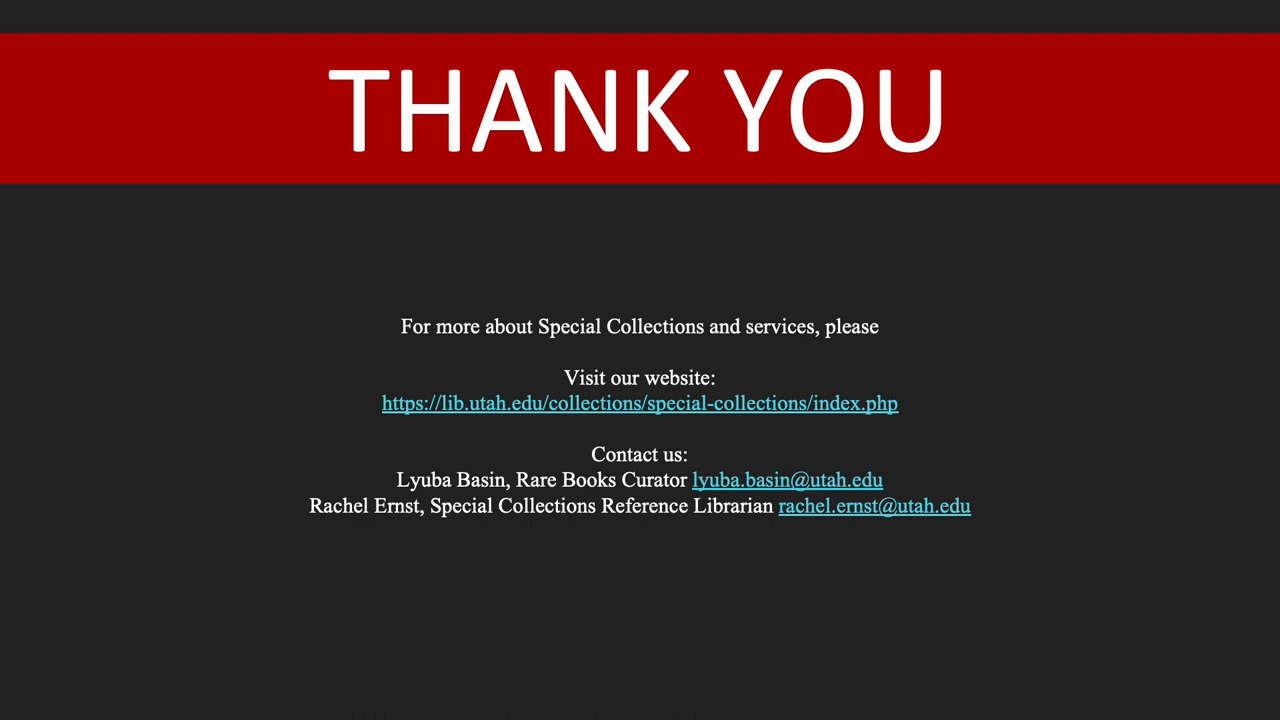 THANK YOU
For more about Special Collections and services, please
Visit our website:
https://lib.utah.edu/collections/special-collections/index.php
Contact us:
Lyuba Basin, Rare Books Curator lyuba.basin@utah.edu
Rachel Ernst, Special Collections Reference Librarian rachel.ernst@utah.edu